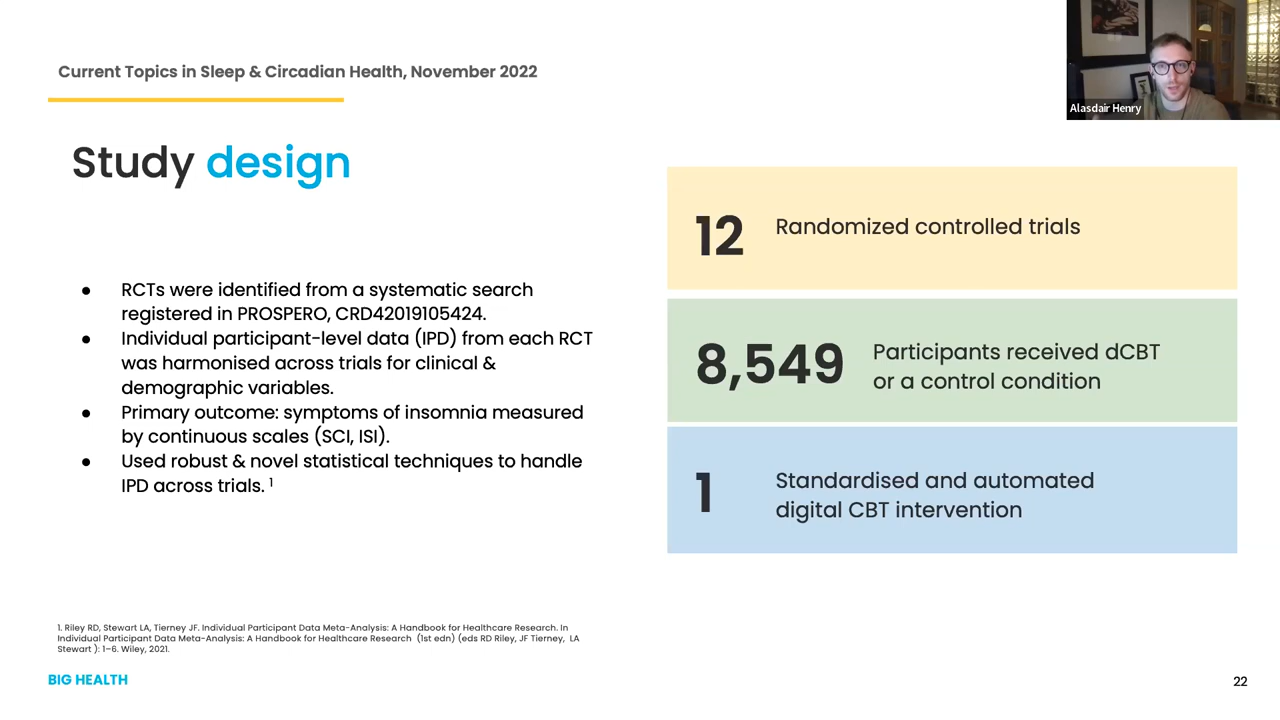 Current Topics in Sleep & Circadian Health, November 2022
Alasdair Henry
Study design
● RCTs were identified from a systematic search
registered in PROSPERO, CRD42019105424.
● Individual participant-level data (IPD) from each RCT
was harmonised across trials for clinical &
demographic variables.
● Primary outcome: symptoms of insomnia measured
by continuous scales (SCI, ISI).
● Used robust & novel statistical techniques to handle
IPD across trials. ¹
12 Randomized controlled trials
8,549 Participants received dCBT
or a control condition
1 Standardised and automated
digital CBT intervention
1. Riley RD, Stewart LA, Tierney JF. Individual Participant Data Meta-Analysis: A Handbook for Healthcare Research. In
Individual Participant Data Meta-Analysis: A Handbook for Healthcare Research (1st edn) (eds RD Riley, JF Tierney, LA
Stewart ): 1–6. Wiley, 2021.
BIG HEALTH
22